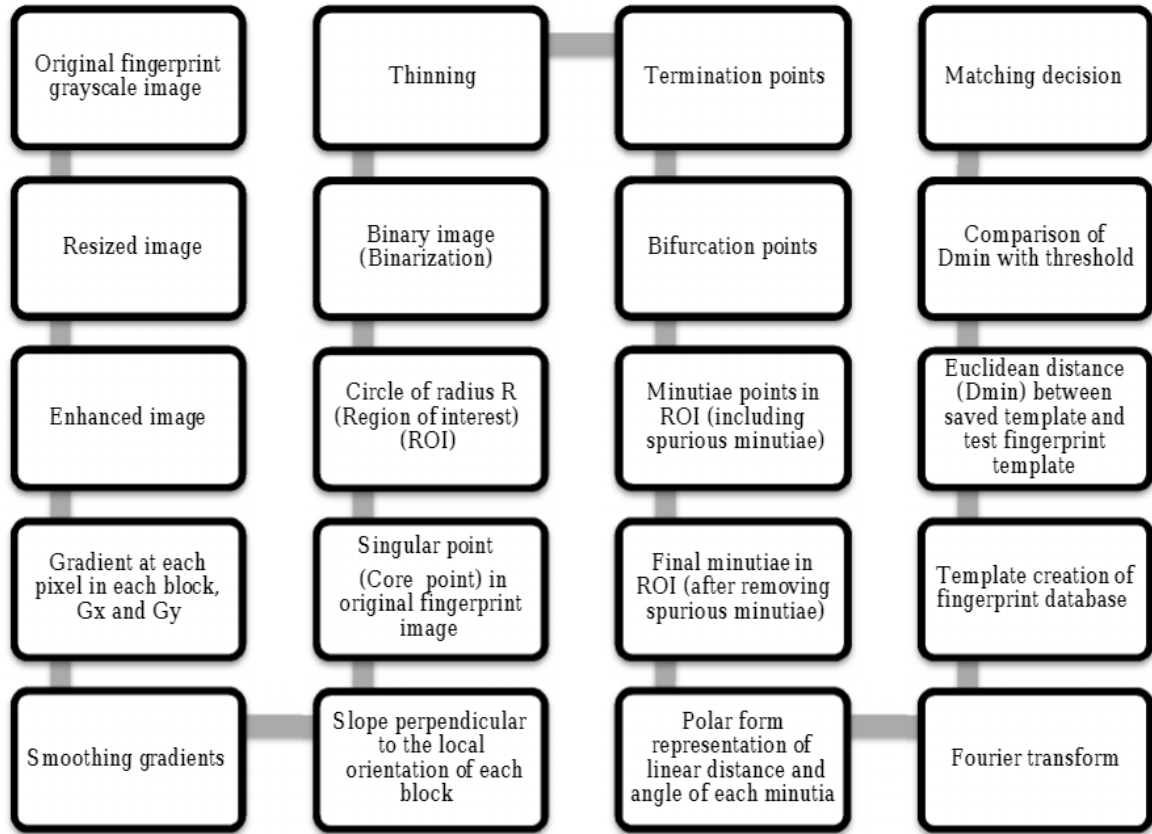 Original fingerprint
grayscale image
Resized image
Enhanced image
Gradient at each
pixel in each block,
Gx and Gy
Smoothing gradients
Slope perpendicular
to the local
orientation of each
block
Singular point
(Core point) in
original fingerprint
image
Circle of radius R
(Region of interest)
(ROI)
Binary image
(Binarization)
Thinning
Termination points
Bifurcation points
Minutiae points in
ROI (including
spurious minutiae)
Final minutiae in
ROI (after removing
spurious minutiae)
Polar form
representation of
linear distance and
angle of each minutia
Fourier transform
Template creation of
fingerprint database
Euclidean distance
(Dmin) between
saved template and
test fingerprint
template
Comparison of
Dmin with threshold
Matching decision